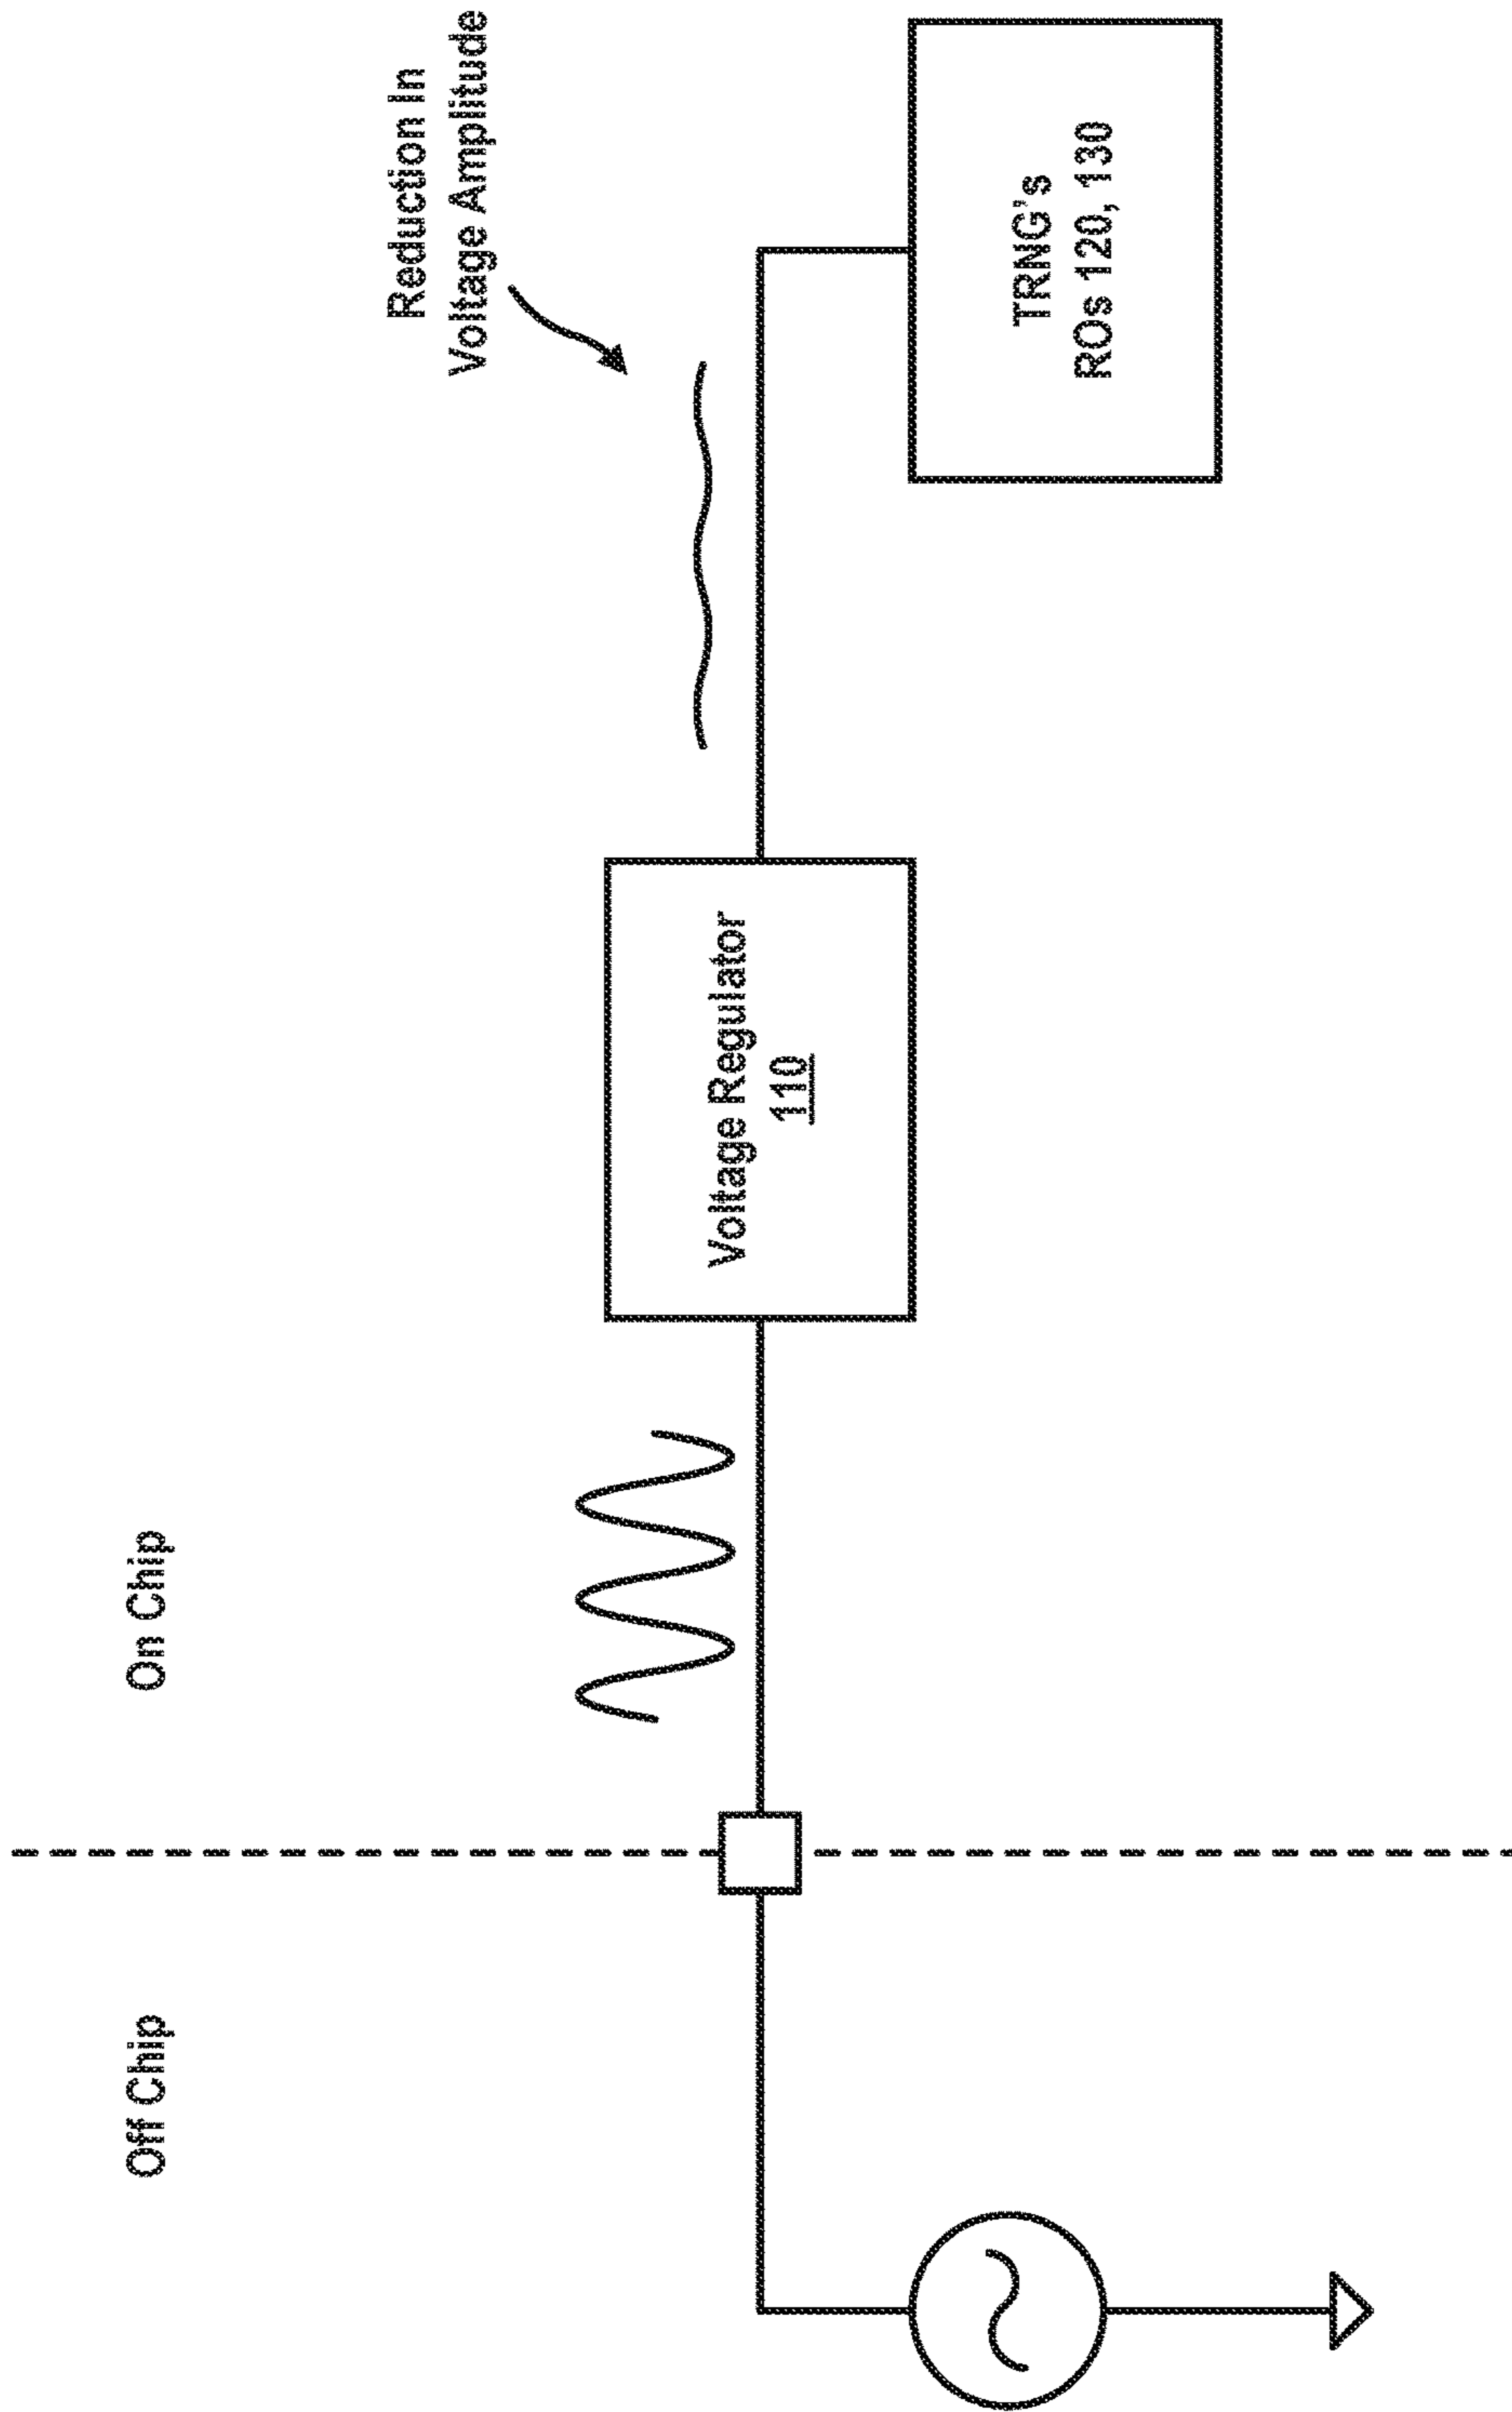 Off Chip
On Chip
Reduction In
Voltage Amplitude
Voltage Regulator
110
TRNG's
ROs 120, 130